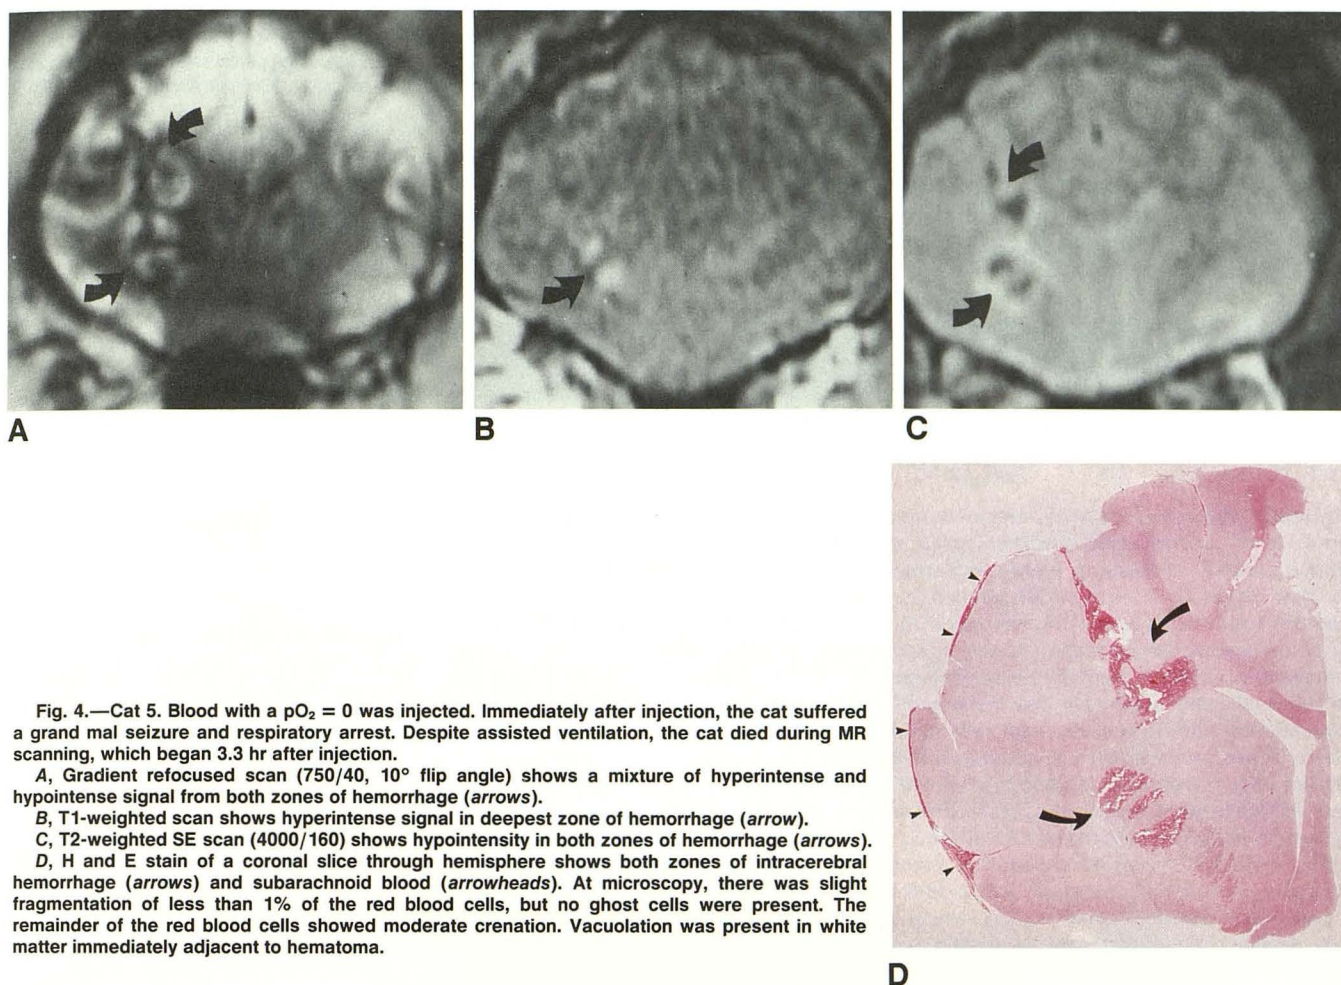 A
B
C
D
Fig. 4.—Cat 5. Blood with a pO₂ = 0 was injected. Immediately after injection, the cat suffered
a grand mal seizure and respiratory arrest. Despite assisted ventilation, the cat died during MR
scanning, which began 3.3 hr after injection.
A, Gradient refocused scan (750/40, 10° flip angle) shows a mixture of hyperintense and
hypointense signal from both zones of hemorrhage (arrows).
B, T1-weighted scan shows hyperintense signal in deepest zone of hemorrhage (arrow).
C, T2-weighted SE scan (4000/160) shows hypointensity in both zones of hemorrhage (arrows).
D, H and E stain of a coronal slice through hemisphere shows both zones of intracerebral
hemorrhage (arrows) and subarachnoid blood (arrowheads). At microscopy, there was slight
fragmentation of less than 1% of the red blood cells, but no ghost cells were present. The
remainder of the red blood cells showed moderate crenation. Vacuolation was present in white
matter immediately adjacent to hematoma.